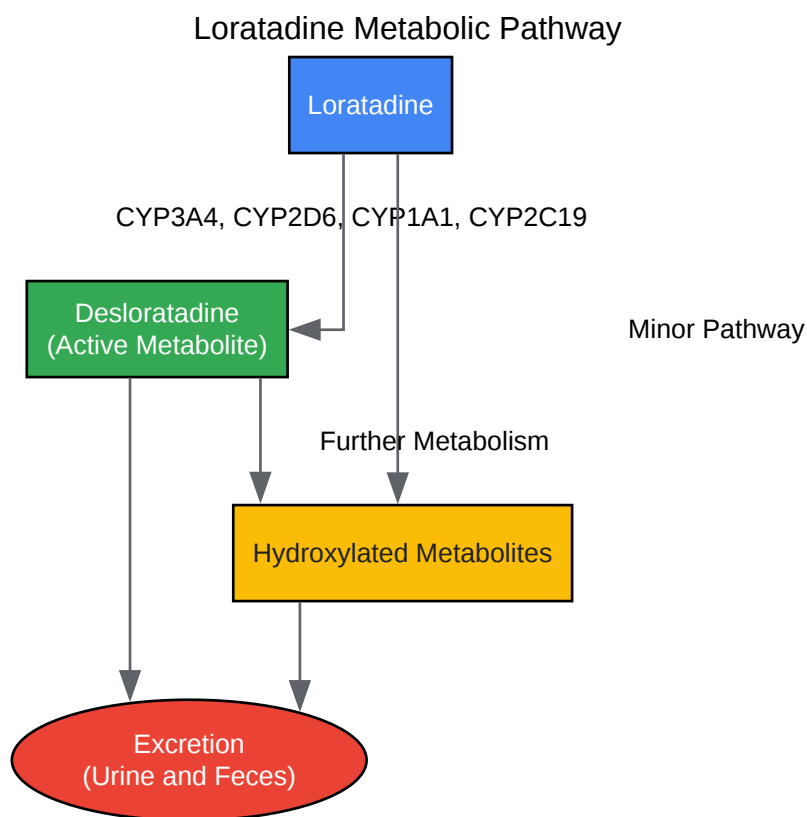 Loratadine Metabolic Pathway
Loratadine
CYP3A4, CYP2D6, CYP1A1, CYP2C19
Desloratadine
(Active Metabolite)
Minor Pathway
Further Metabolism
Hydroxylated Metabolites
Excretion
(Urine and Feces)